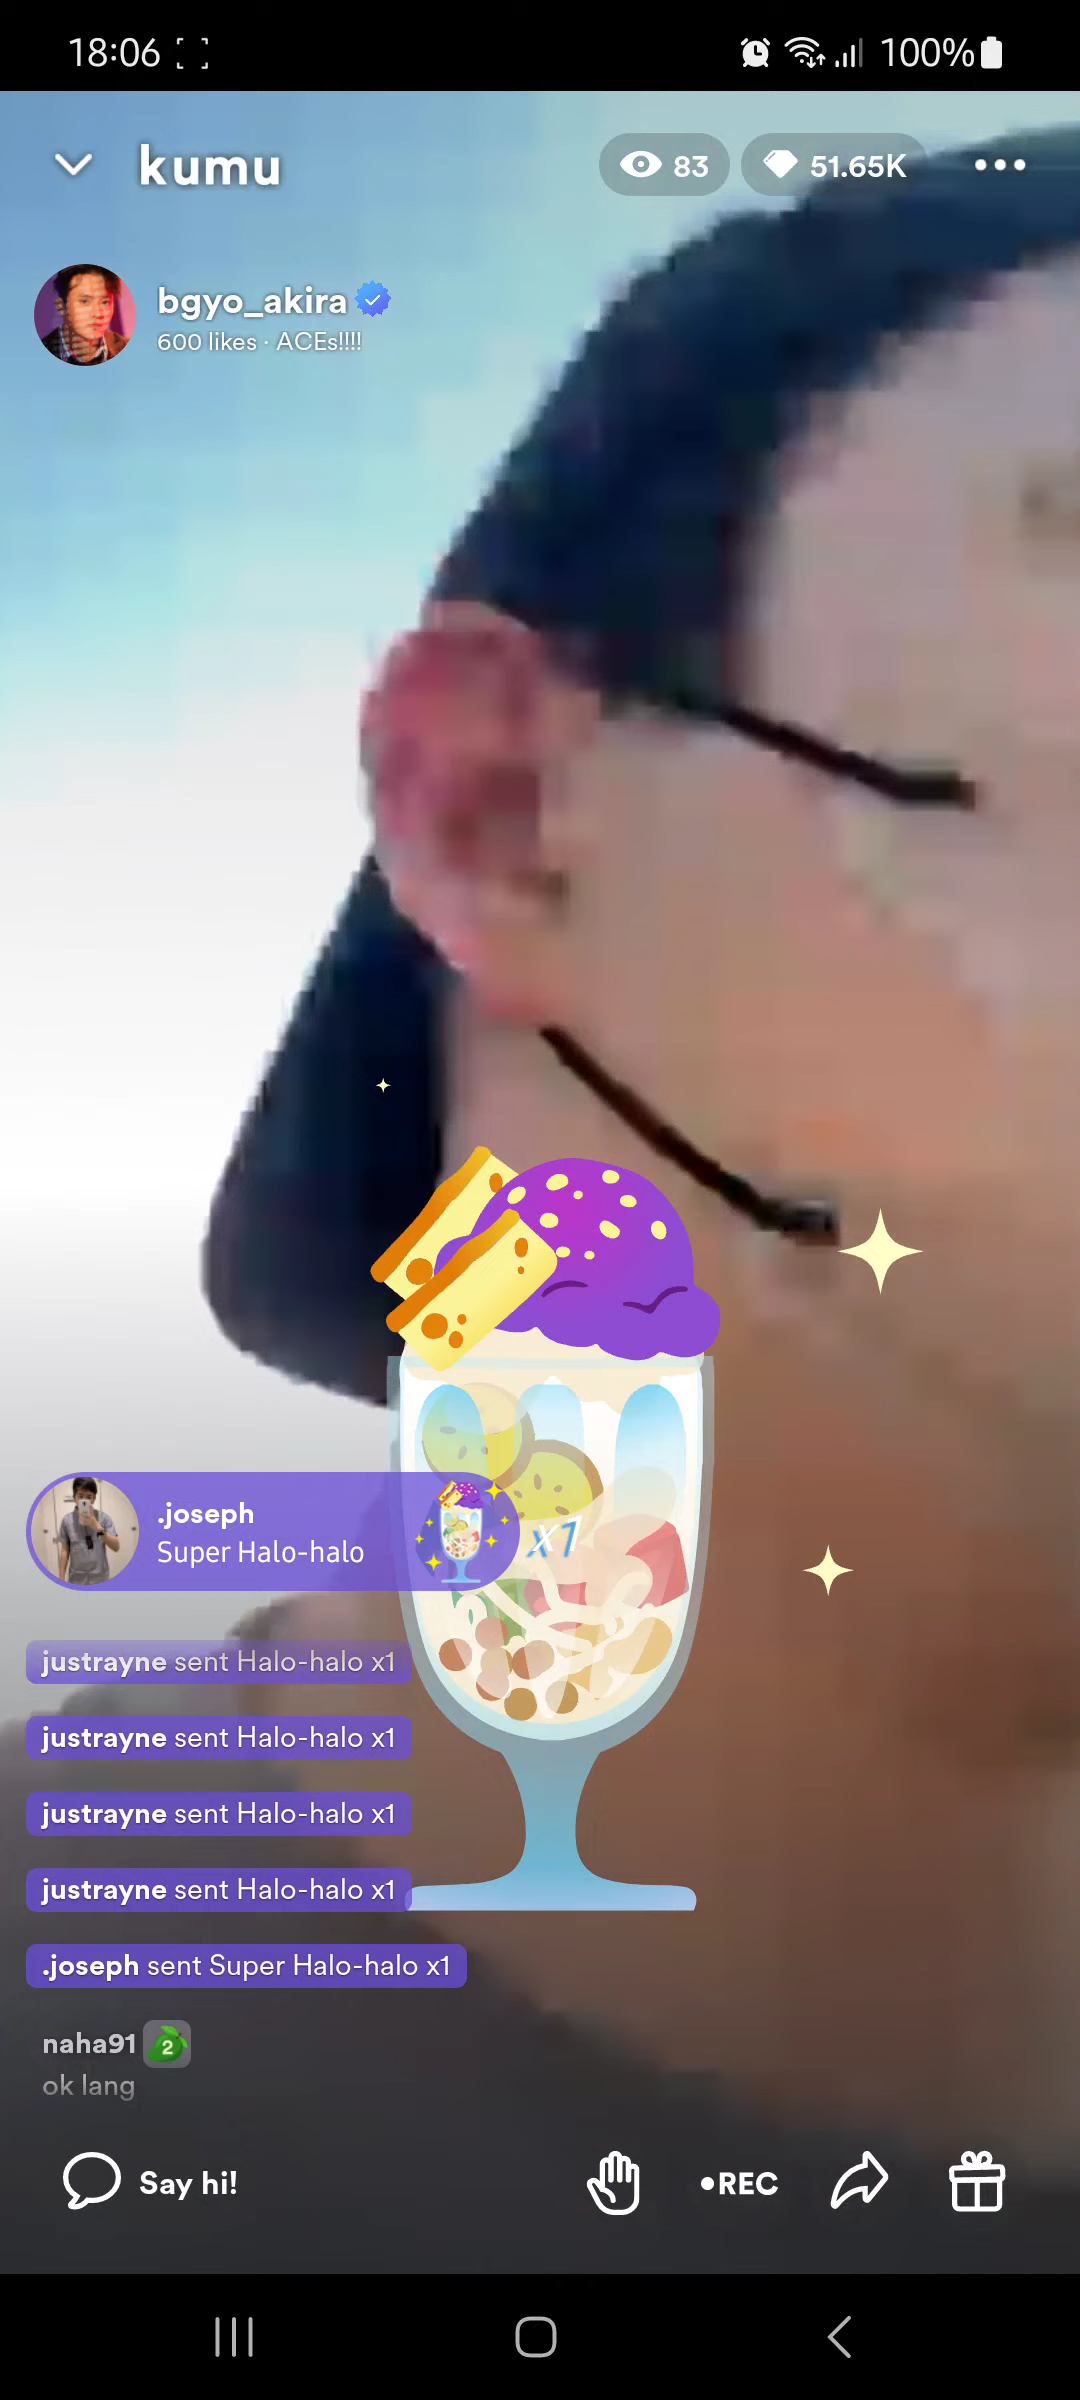 18:06
100%
kumu
83
51.65K
bgyo_akira
600 likes · ACEs!!!!
.joseph
Super Halo-halo
x1
justrayne sent Halo-halo x1
justrayne sent Halo-halo x1
justrayne sent Halo-halo x1
justrayne sent Halo-halo x1
.joseph sent Super Halo-halo x1
naha91 2
ok lang
Say hi!
•REC